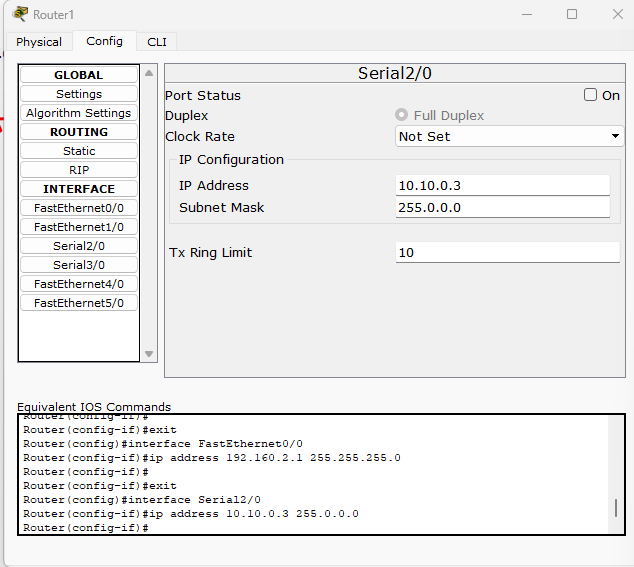 Router1
Physical Config CLI
GLOBAL
Settings
Algorithm Settings
ROUTING
Static
RIP
INTERFACE
FastEthernet0/0
FastEthernet1/0
Serial2/0
Serial3/0
FastEthernet4/0
FastEthernet5/0
Serial2/0
Port Status On
Duplex Full Duplex
Clock Rate Not Set
IP Configuration
IP Address 10.10.0.3
Subnet Mask 255.0.0.0
Tx Ring Limit 10
Equivalent IOS Commands
Router(config-if)#
Router(config-if)#exit
Router(config)#interface FastEthernet0/0
Router(config-if)#ip address 192.160.2.1 255.255.255.0
Router(config-if)#
Router(config-if)#exit
Router(config)#interface Serial2/0
Router(config-if)#ip address 10.10.0.3 255.0.0.0
Router(config-if)#